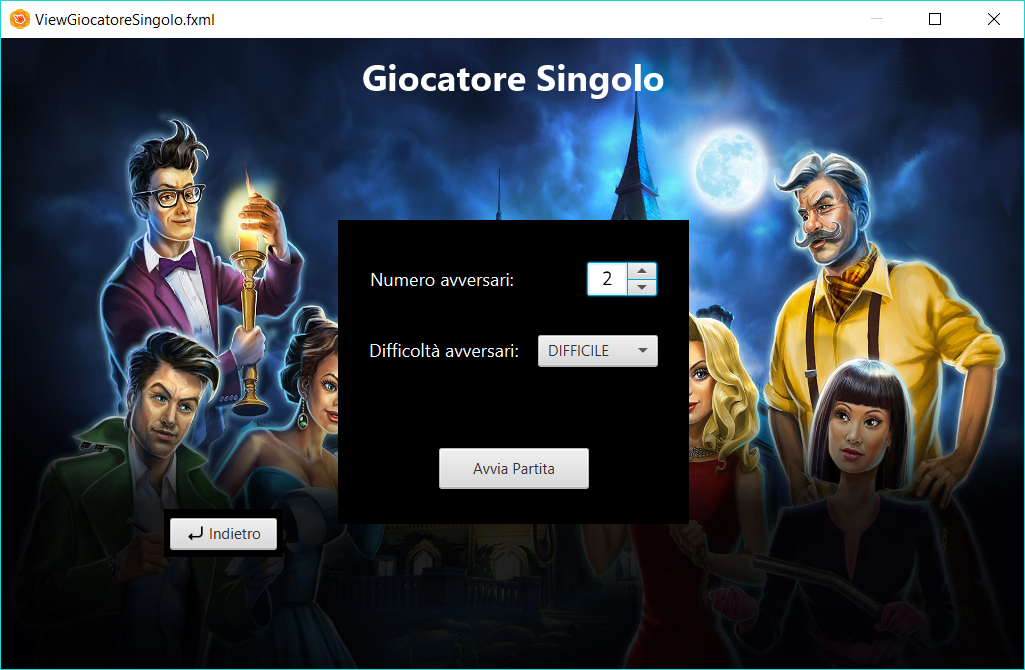 ViewGiocatoreSingolo.fxml
Giocatore Singolo
Numero avversari: 2
Difficoltà avversari: DIFFICILE
Avvia Partita
Indietro